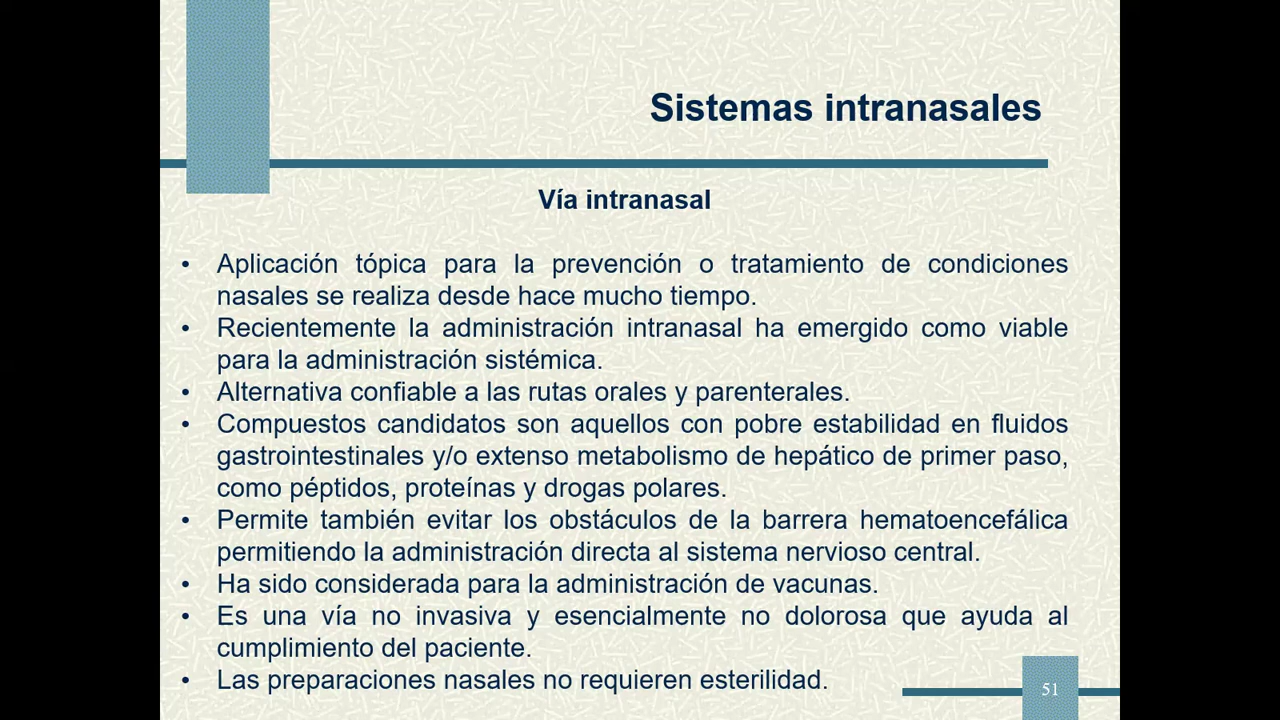 Sistemas intranasales
Vía intranasal
• Aplicación tópica para la prevención o tratamiento de condiciones
nasales se realiza desde hace mucho tiempo.
• Recientemente la administración intranasal ha emergido como viable
para la administración sistémica.
• Alternativa confiable a las rutas orales y parenterales.
• Compuestos candidatos son aquellos con pobre estabilidad en fluidos
gastrointestinales y/o extenso metabolismo de hepático de primer paso,
como péptidos, proteínas y drogas polares.
• Permite también evitar los obstáculos de la barrera hematoencefálica
permitiendo la administración directa al sistema nervioso central.
• Ha sido considerada para la administración de vacunas.
• Es una vía no invasiva y esencialmente no dolorosa que ayuda al
cumplimiento del paciente.
• Las preparaciones nasales no requieren esterilidad.
51